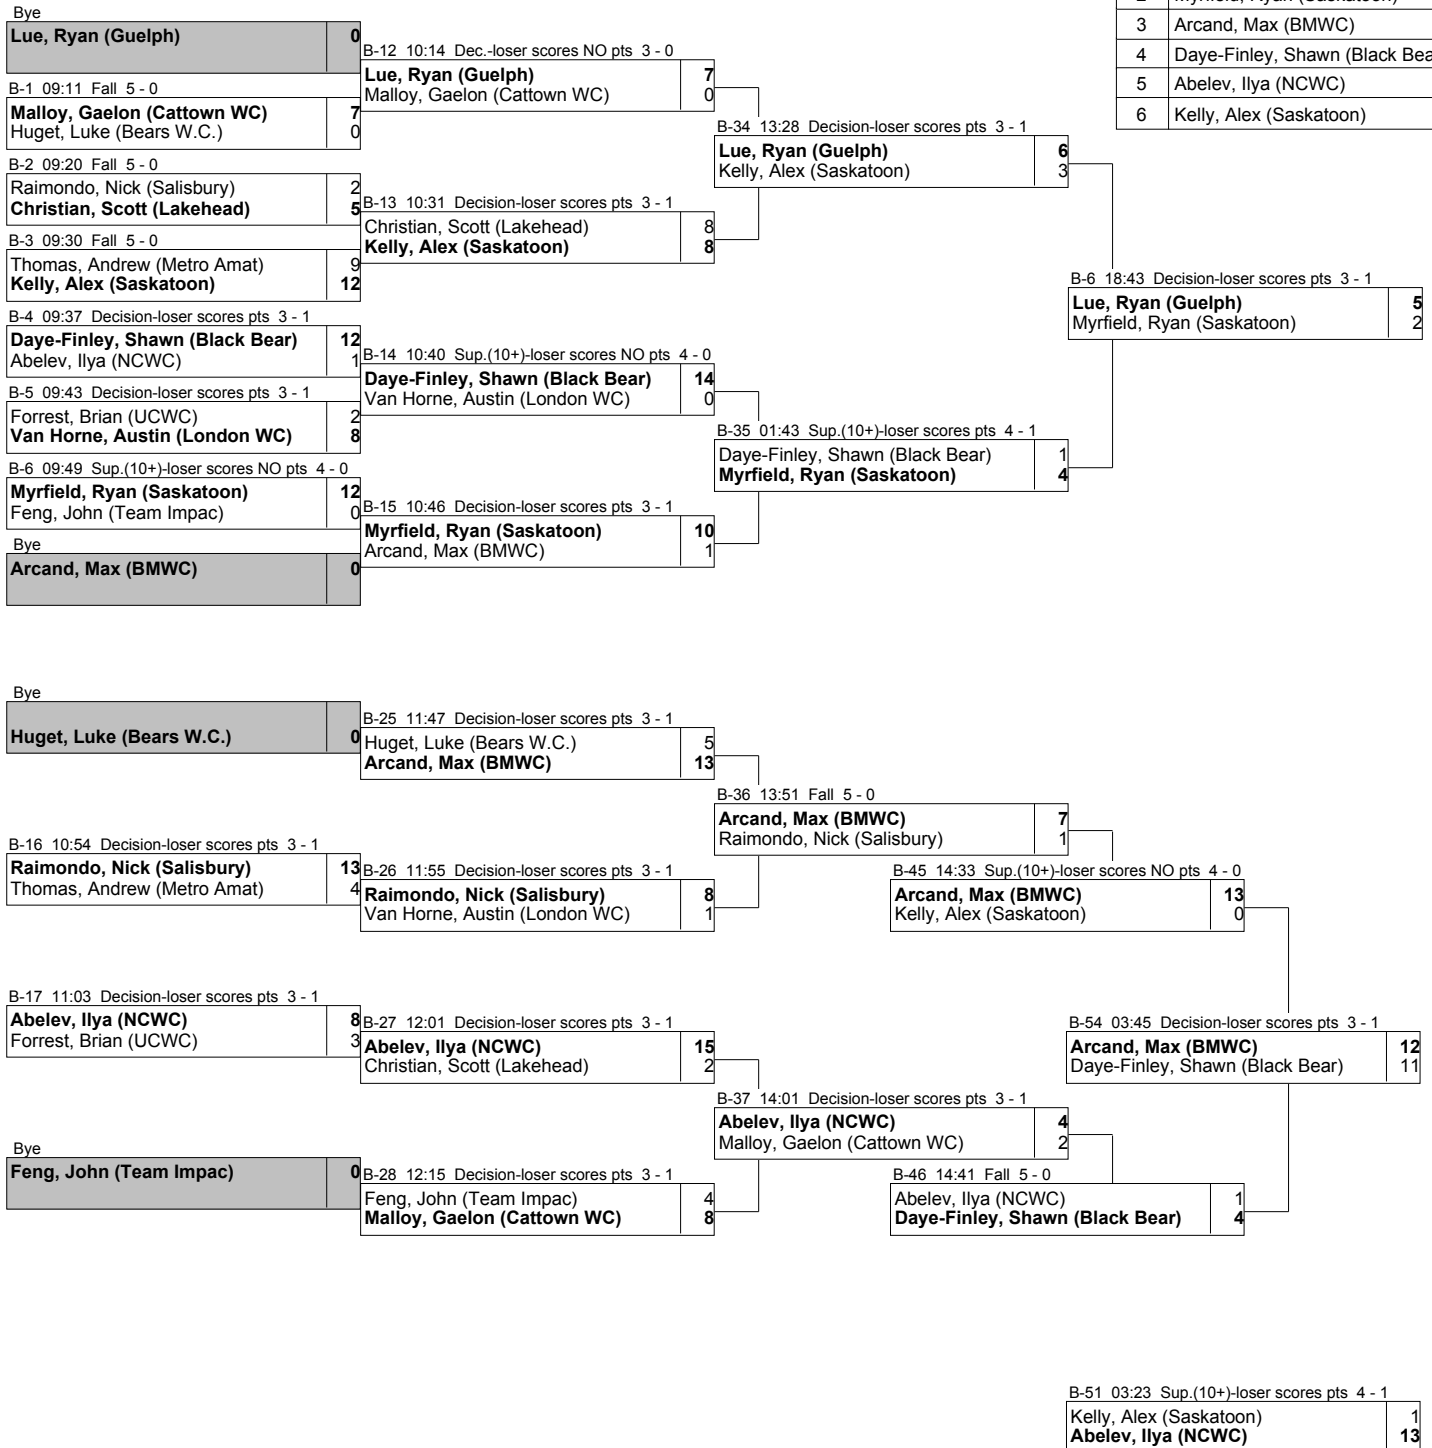 Bye
Lue, Ryan (Guelph) 0
B-1 09:11 Fall 5 - 0
Malloy, Gaelon (Cattown WC) 7
Huget, Luke (Bears W.C.) 0
B-2 09:20 Fall 5 - 0
Raimondo, Nick (Salisbury) 2
Christian, Scott (Lakehead) 5
B-3 09:30 Fall 5 - 0
Thomas, Andrew (Metro Amat) 9
Kelly, Alex (Saskatoon) 12
B-4 09:37 Decision-loser scores pts 3 - 1
Daye-Finley, Shawn (Black Bear) 12
Abelev, Ilya (NCWC) 1
B-5 09:43 Decision-loser scores pts 3 - 1
Forrest, Brian (UCWC) 2
Van Horne, Austin (London WC) 8
B-6 09:49 Sup.(10+)-loser scores NO pts 4 - 0
Myrfield, Ryan (Saskatoon) 12
Feng, John (Team Impac) 0
Bye
Arcand, Max (BMWC) 0
B-12 10:14 Dec.-loser scores NO pts 3 - 0
Lue, Ryan (Guelph) 7
Malloy, Gaelon (Cattown WC) 0
B-13 10:31 Decision-loser scores pts 3 - 1
Christian, Scott (Lakehead) 8
Kelly, Alex (Saskatoon) 8
B-14 10:40 Sup.(10+)-loser scores NO pts 4 - 0
Daye-Finley, Shawn (Black Bear) 14
Van Horne, Austin (London WC) 0
B-15 10:46 Decision-loser scores pts 3 - 1
Myrfield, Ryan (Saskatoon) 10
Arcand, Max (BMWC) 1
B-34 13:28 Decision-loser scores pts 3 - 1
Lue, Ryan (Guelph) 6
Kelly, Alex (Saskatoon) 3
B-35 01:43 Sup.(10+)-loser scores pts 4 - 1
Daye-Finley, Shawn (Black Bear) 1
Myrfield, Ryan (Saskatoon) 4
3 Arcand, Max (BMWC)
4 Daye-Finley, Shawn (Black Bea
5 Abelev, Ilya (NCWC)
6 Kelly, Alex (Saskatoon)
B-6 18:43 Decision-loser scores pts 3 - 1
Lue, Ryan (Guelph) 5
Myrfield, Ryan (Saskatoon) 2
Bye
Huget, Luke (Bears W.C.) 0
B-16 10:54 Decision-loser scores pts 3 - 1
Raimondo, Nick (Salisbury) 13
Thomas, Andrew (Metro Amat) 4
B-17 11:03 Decision-loser scores pts 3 - 1
Abelev, Ilya (NCWC) 8
Forrest, Brian (UCWC) 3
Bye
Feng, John (Team Impac) 0
B-25 11:47 Decision-loser scores pts 3 - 1
Huget, Luke (Bears W.C.) 5
Arcand, Max (BMWC) 13
B-26 11:55 Decision-loser scores pts 3 - 1
Raimondo, Nick (Salisbury) 8
Van Horne, Austin (London WC) 1
B-27 12:01 Decision-loser scores pts 3 - 1
Abelev, Ilya (NCWC) 15
Christian, Scott (Lakehead) 2
B-28 12:15 Decision-loser scores pts 3 - 1
Feng, John (Team Impac) 4
Malloy, Gaelon (Cattown WC) 8
B-36 13:51 Fall 5 - 0
Arcand, Max (BMWC) 7
Raimondo, Nick (Salisbury) 1
B-37 14:01 Decision-loser scores pts 3 - 1
Abelev, Ilya (NCWC) 4
Malloy, Gaelon (Cattown WC) 2
B-45 14:33 Sup.(10+)-loser scores NO pts 4 - 0
Arcand, Max (BMWC) 13
Kelly, Alex (Saskatoon) 0
B-46 14:41 Fall 5 - 0
Abelev, Ilya (NCWC) 1
Daye-Finley, Shawn (Black Bear) 4
B-54 03:45 Decision-loser scores pts 3 - 1
Arcand, Max (BMWC) 12
Daye-Finley, Shawn (Black Bear) 11
B-51 03:23 Sup.(10+)-loser scores pts 4 - 1
Kelly, Alex (Saskatoon) 1
Abelev, Ilya (NCWC) 13